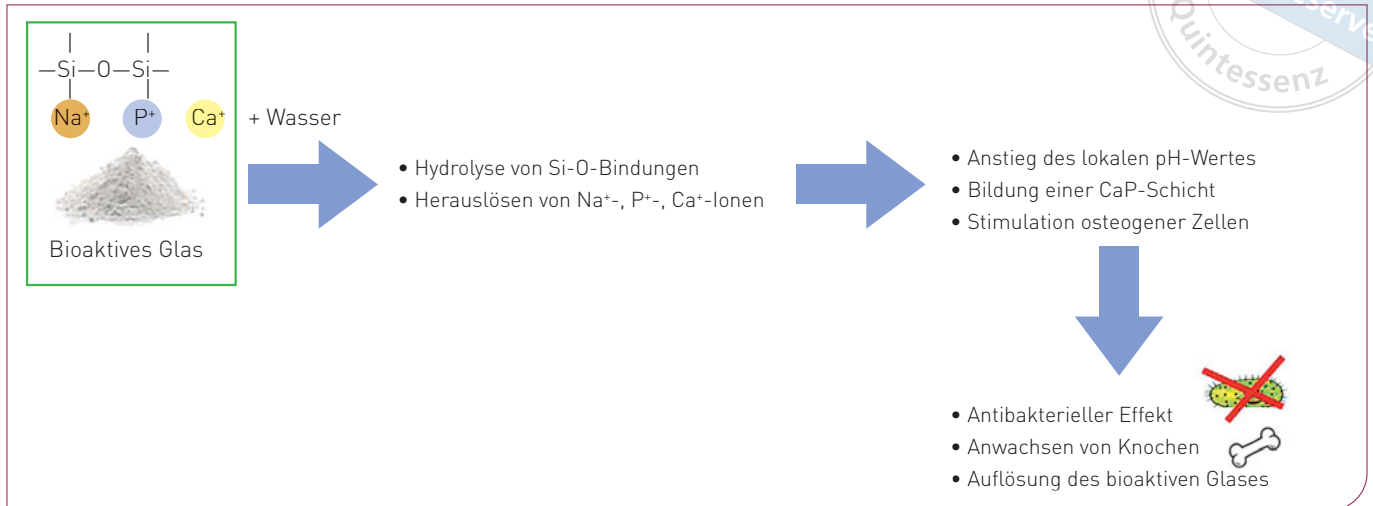 —Si—O—Si—
Na⁺ P⁺ Ca⁺ + Wasser
Bioaktives Glas
• Hydrolyse von Si-O-Bindungen
• Herauslösen von Na⁺-, P⁺-, Ca⁺-Ionen
• Anstieg des lokalen pH-Wertes
• Bildung einer CaP-Schicht
• Stimulation osteogener Zellen
• Antibakterieller Effekt
• Anwachsen von Knochen
• Auflösung des bioaktiven Glases
Quintessenz